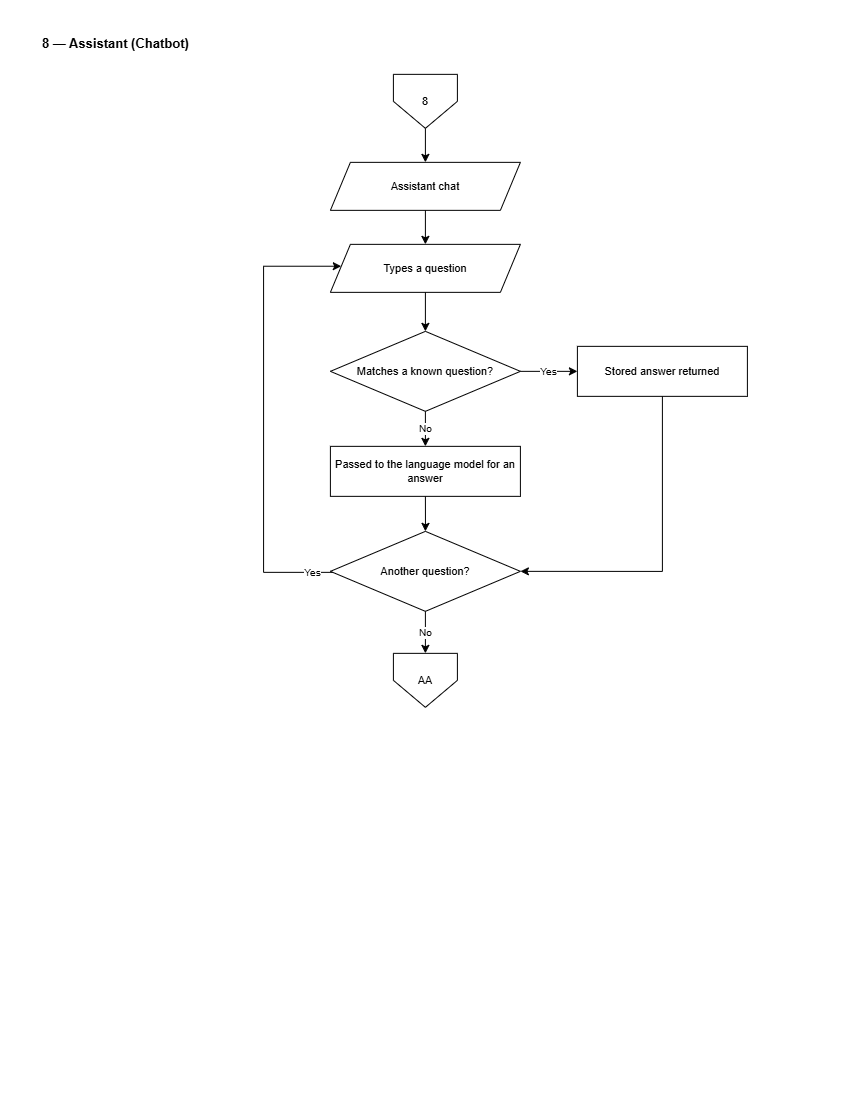 8 — Assistant (Chatbot)
8
Assistant chat
Types a question
Matches a known question?
Yes
Stored answer returned
No
Passed to the language model for an
answer
Another question?
Yes
No
AA